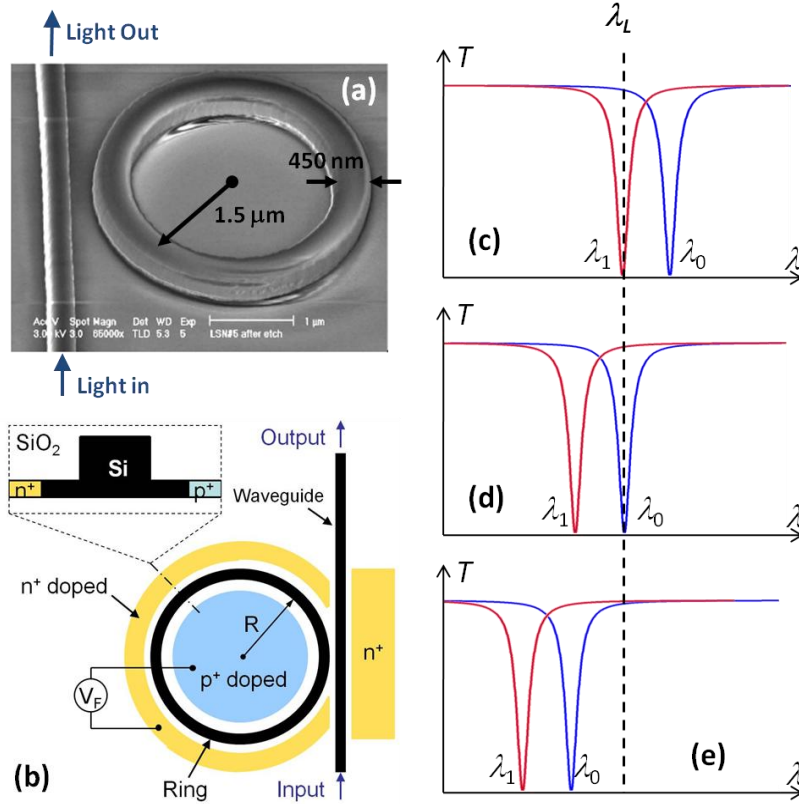 Light Out
(a)
450 nm
1.5 μm
Acc V Spot Magn Det WD Exp
3.00 kV 3.0 65000x TLD 5.3 5 LSN#5 after etch
1 μm
Light in
SiO2
Si
n+ p+
Output
Waveguide
n+ doped
R
p+ doped
n+
VF
Ring
Input
(b)
λL
T
(c)
λ1 λ0
λ
T
(d)
λ1 λ0
λ
T
(e)
λ1 λ0
λ